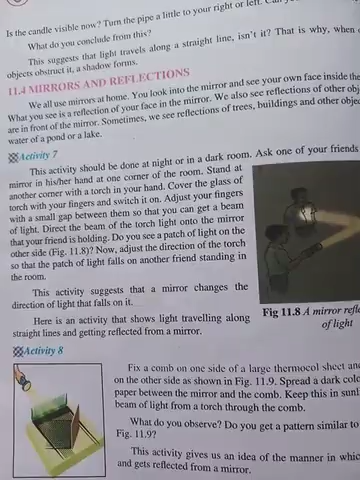 Is the candle visible now? Turn the pipe a little to your right or left.
What do you conclude from this?
This suggests that light travels along a straight line, isn't it? That is why, when
objects obstruct it, a shadow forms.
11.4 MIRRORS AND REFLECTIONS
We all use mirrors at home. You look into the mirror and see your own face inside the
What you see is a reflection of your face in the mirror. We also see reflections of other
are in front of the mirror. Sometimes, we see reflections of trees, buildings and other
water of a pond or a lake.
Activity 7
This activity should be done at night or in a dark room. Ask one of your friends
mirror in his/her hand at one corner of the room. Stand at
another corner with a torch in your hand. Cover the glass of
torch with your fingers and switch it on. Adjust your fingers
with a small gap between them so that you can get a beam
of light. Direct the beam of the torch light onto the mirror
that your friend is holding. Do you see a patch of light on the
other side (Fig. 11.8)? Now, adjust the direction of the torch
so that the patch of light falls on another friend standing in
the room.
This activity suggests that a mirror changes the
direction of light that falls on it.
Here is an activity that shows light travelling along
straight lines and getting reflected from a mirror.
Fig 11.8 A mirror
of light
Activity 8
Fix a comb on one side of a large thermocol sheet
on the other side as shown in Fig. 11.9. Spread a dark
paper between the mirror and the comb. Keep this in
beam of light from a torch through the comb.
What do you observe? Do you get a pattern similar to
Fig. 11.9?
This activity gives us an idea of the manner in
and gets reflected from a mirror.